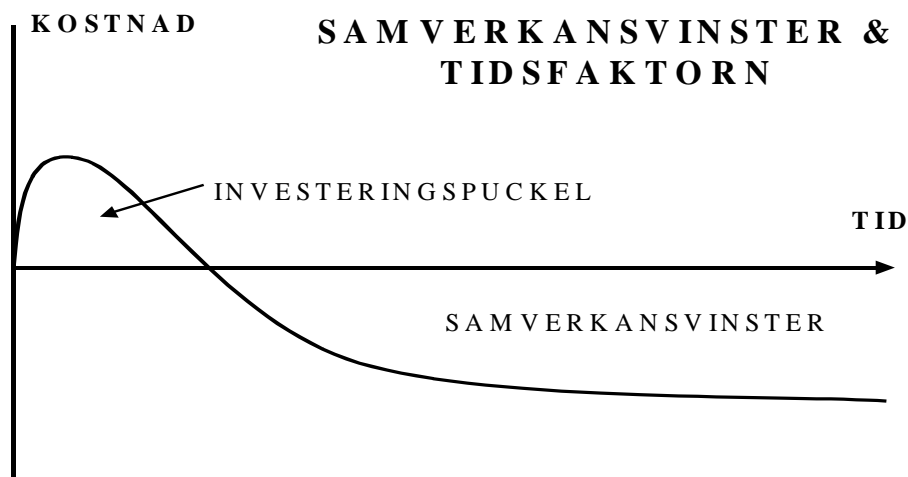 KOSTNAD
SAMVERKANSVINSTER &
TIDSFAKTORN
INVESTERINGSPUCKEL
TID
SAMVERKANSVINSTER